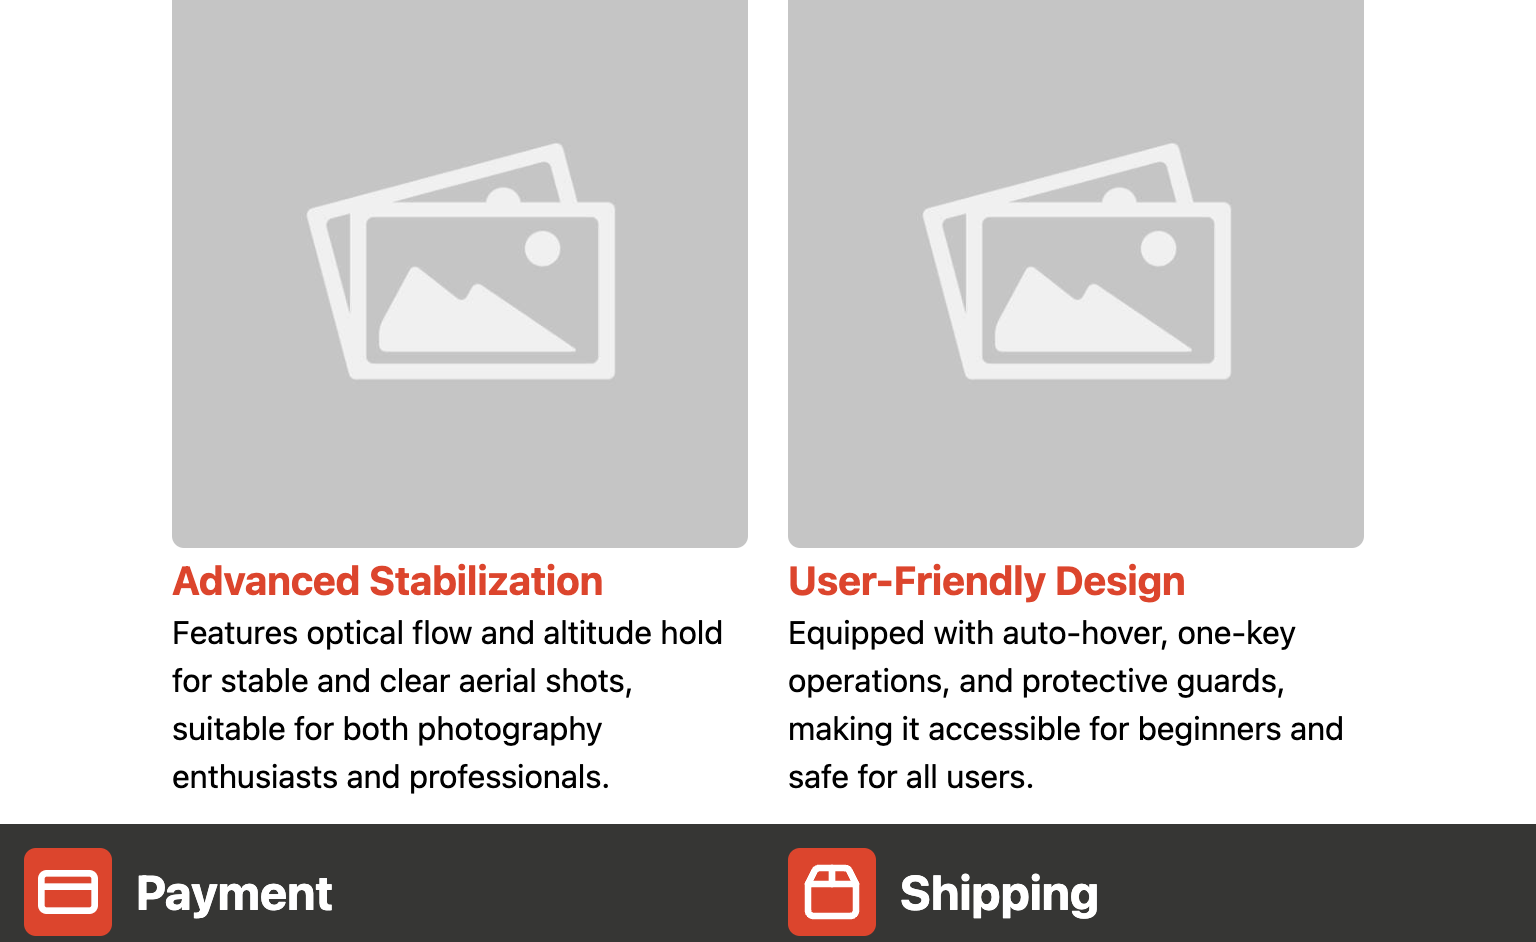 Advanced Stabilization
Features optical flow and altitude hold
for stable and clear aerial shots,
suitable for both photography
enthusiasts and professionals.
User-Friendly Design
Equipped with auto-hover, one-key
operations, and protective guards,
making it accessible for beginners and
safe for all users.
Payment
Shipping